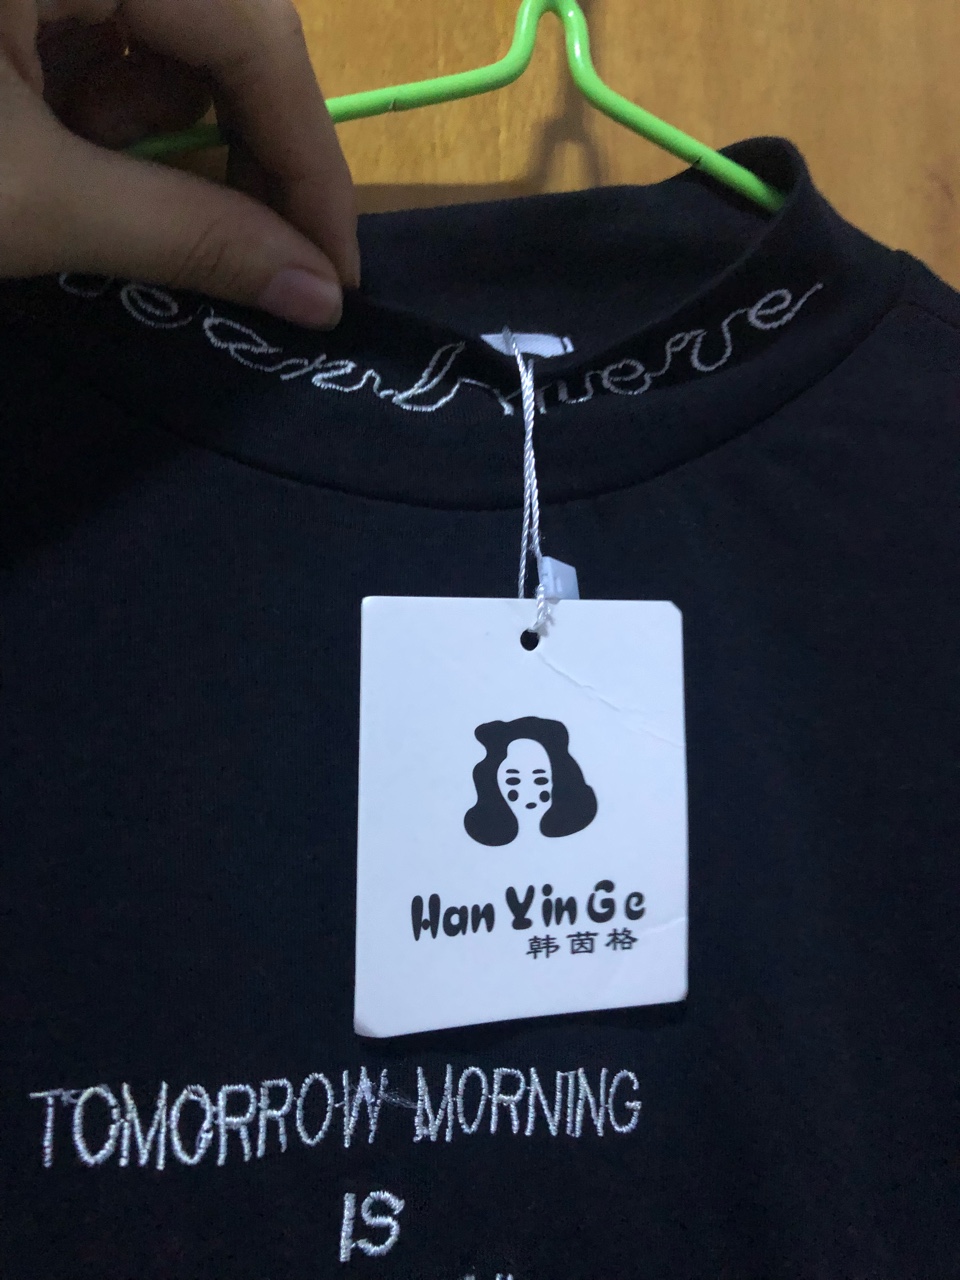 Han Yin Ge
韩茵格
TOMORROW MORNING
IS